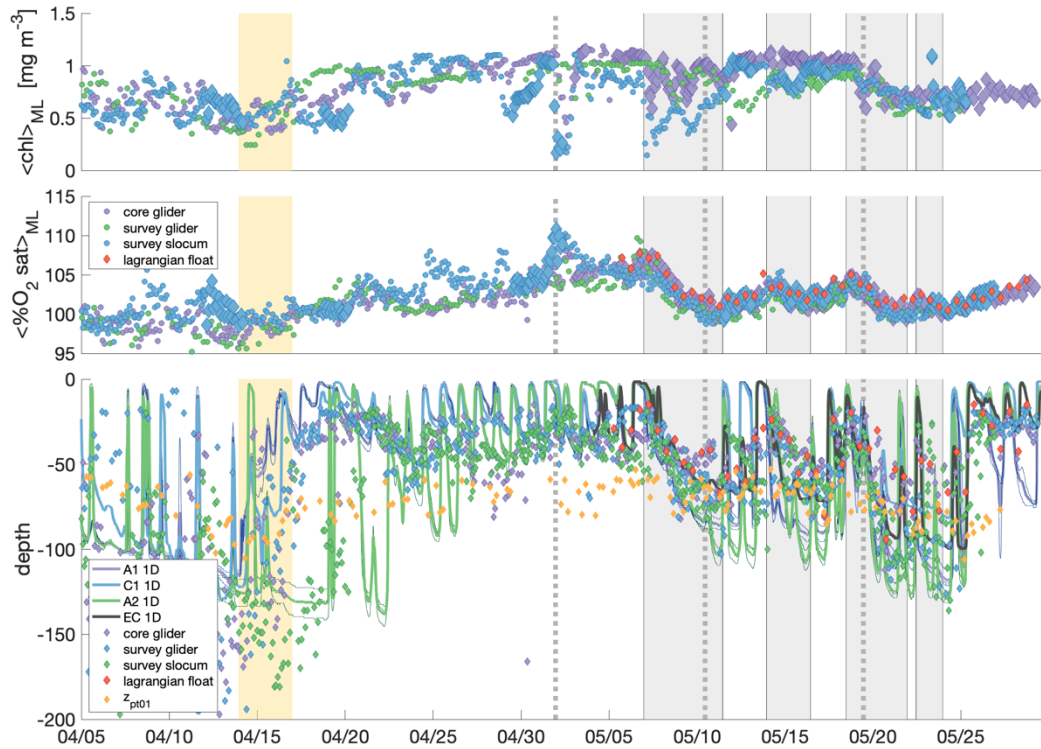 1.5
1
0.5
0
<chl>ML [mg m-3]
115
110
105
100
95
<%O2 sat>ML
core glider
survey glider
survey slocum
lagrangian float
0
-50
-100
-150
-200
depth
A1 1D
C1 1D
A2 1D
EC 1D
core glider
survey glider
survey slocum
lagrangian float
zpt01
04/05 04/10 04/15 04/20 04/25 04/30 05/05 05/10 05/15 05/20 05/25